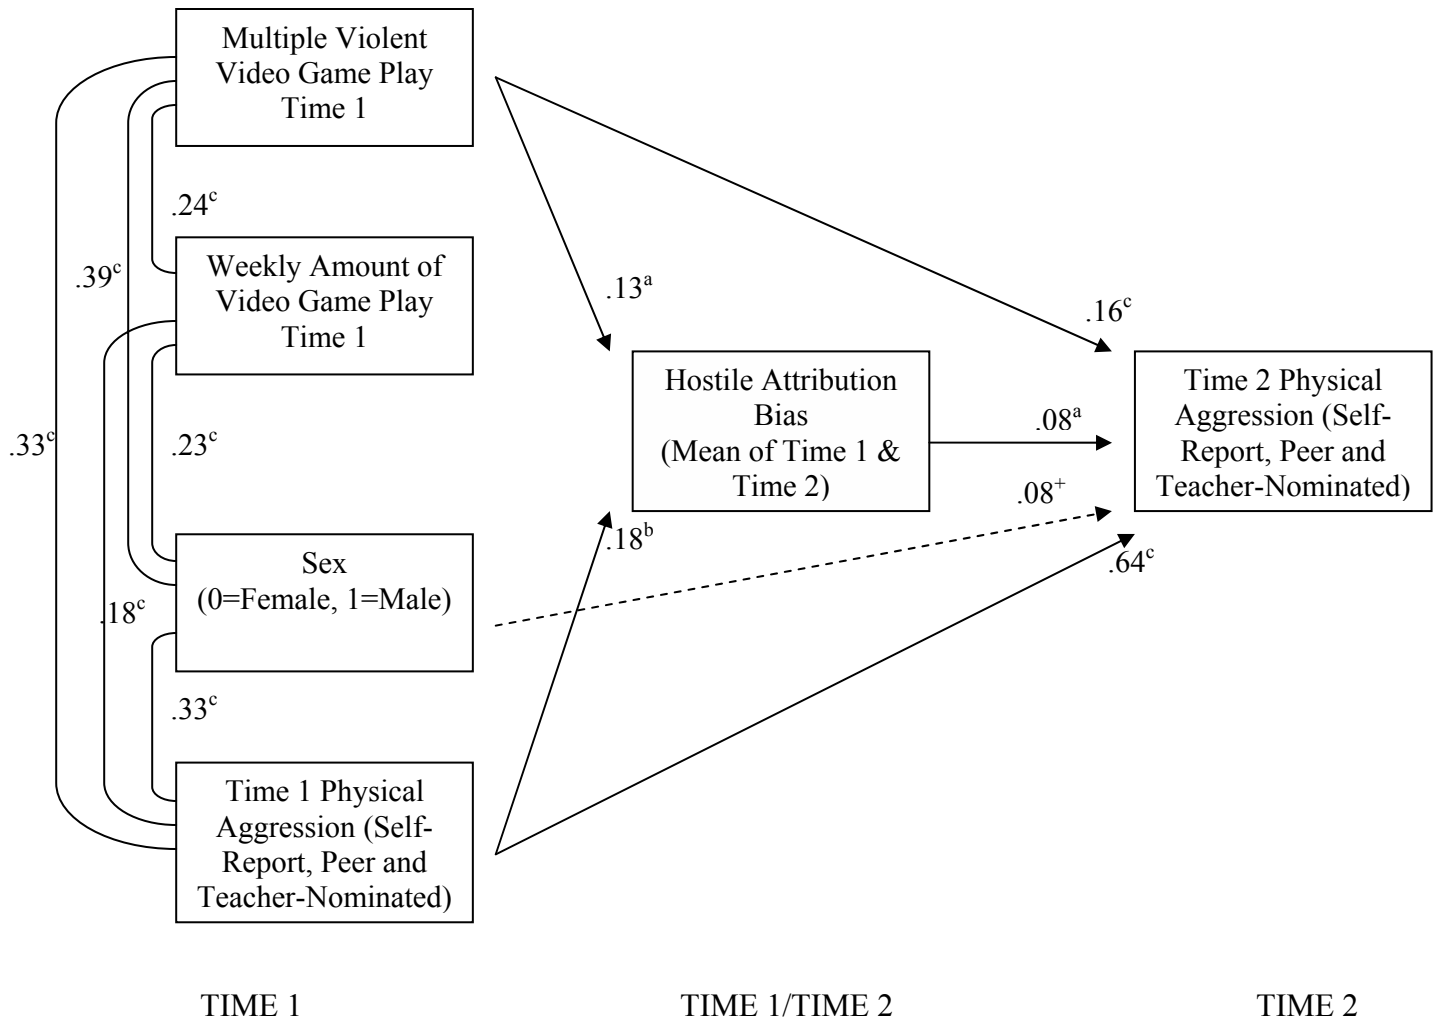 Multiple Violent
Video Game Play
Time 1
.24ᶜ
.39ᶜ
Weekly Amount of
Video Game Play
Time 1
.13ᵃ
.16ᶜ
Hostile Attribution
Bias
(Mean of Time 1 &
Time 2)
Time 2 Physical
Aggression (Self-
Report, Peer and
Teacher-Nominated)
.33ᶜ
.23ᶜ
.08ᵃ
.08⁺
.18ᵇ
.64ᶜ
Sex
(0=Female, 1=Male)
.18ᶜ
.33ᶜ
Time 1 Physical
Aggression (Self-
Report, Peer and
Teacher-Nominated)
TIME 1
TIME 1/TIME 2
TIME 2